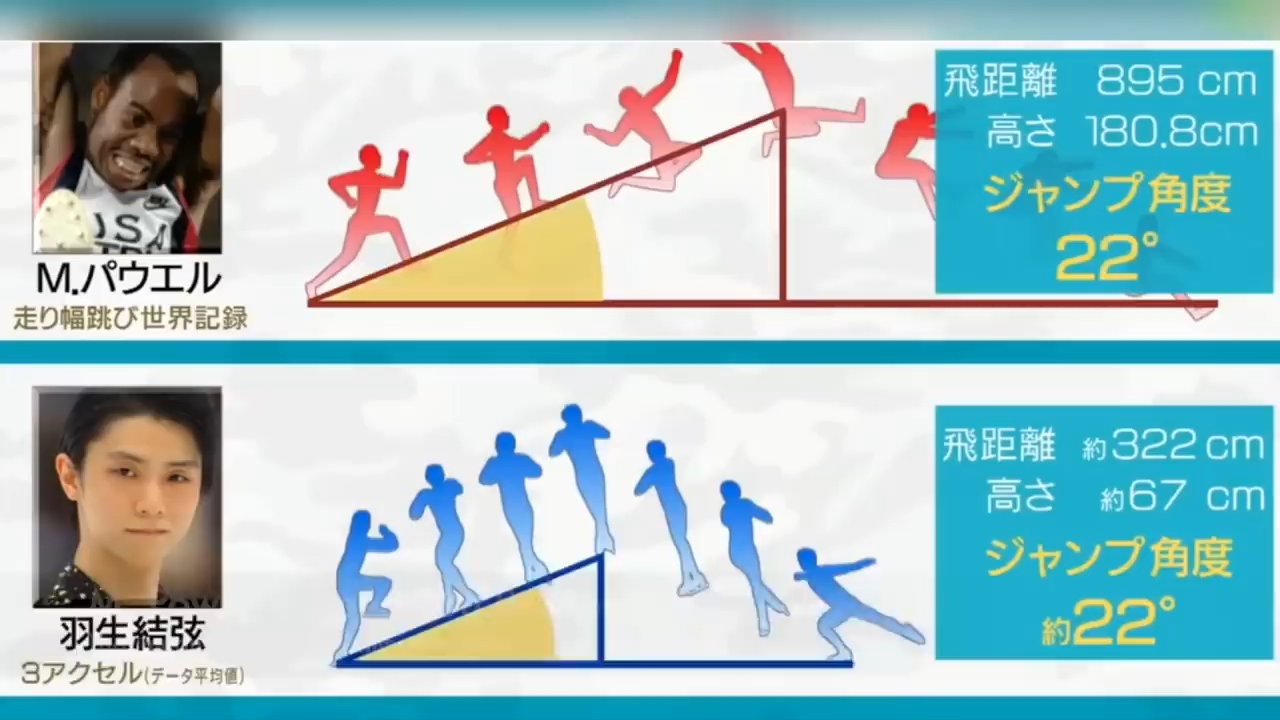 飛距離 895 cm
高さ 180.8cm
ジャンプ角度
22°
USA
M.パウエル
走り幅跳び世界記録
飛距離 約322 cm
高さ 約67 cm
ジャンプ角度
約22°
羽生結弦
3アクセル(データ平均値)